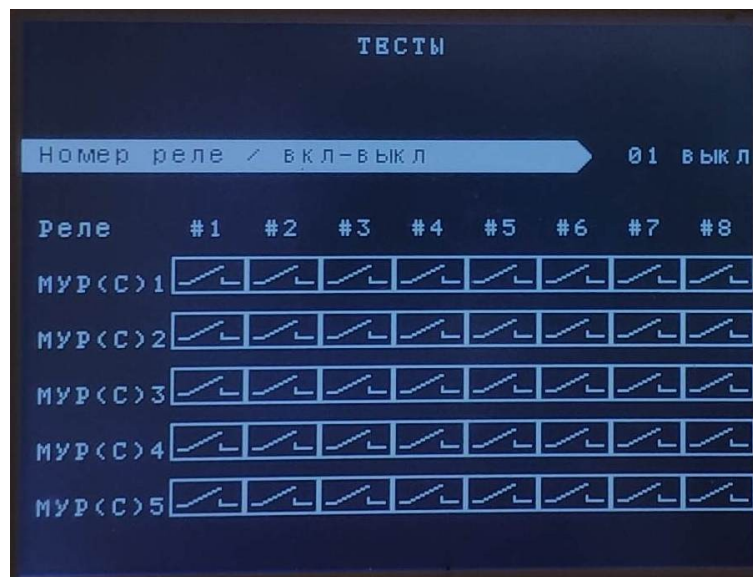 ТЕСТЫ
Номер реле / вкл-выкл 01 выкл
Реле #1 #2 #3 #4 #5 #6 #7 #8
МУР(С)1
МУР(С)2
МУР(С)3
МУР(С)4
МУР(С)5